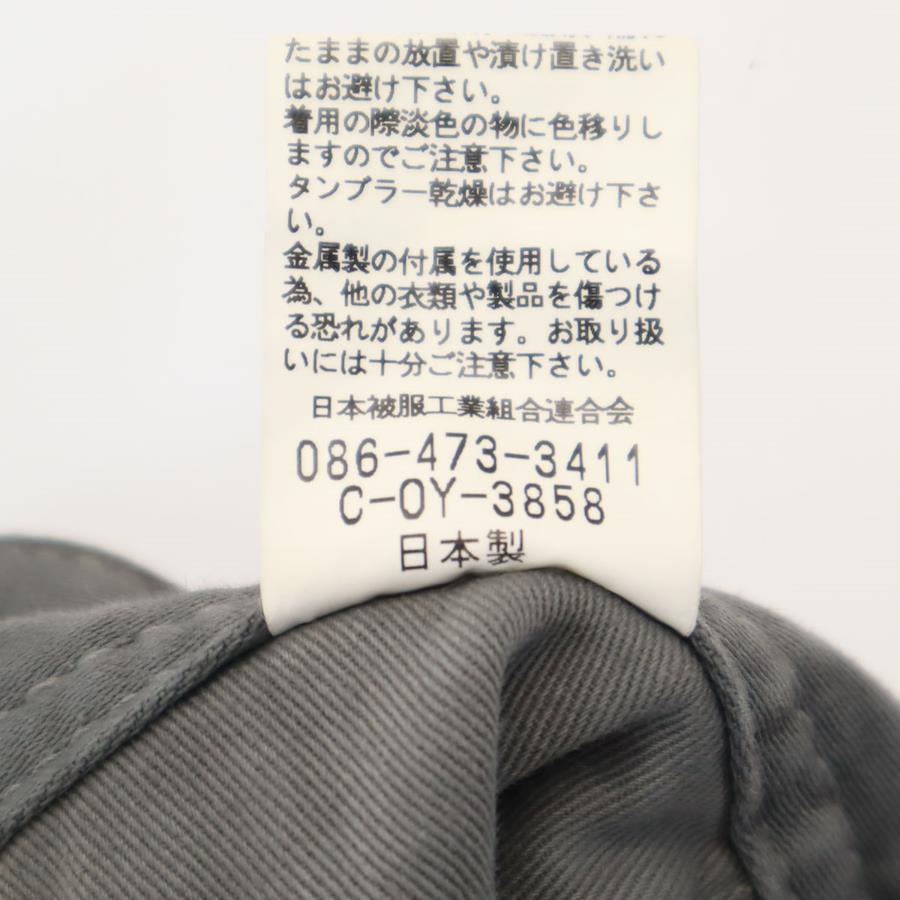 たままの放置や漬け置き洗い
はお避け下さい。
着用の際淡色の物に色移りし
ますのでご注意下さい。
タンブラー乾燥はお避け下さ
い。
金属製の付属を使用している
為、他の衣類や製品を傷つけ
る恐れがあります。お取り扱
いには十分ご注意下さい。
日本被服工業組合連合会
086-473-3411
C-OY-3858
日本製